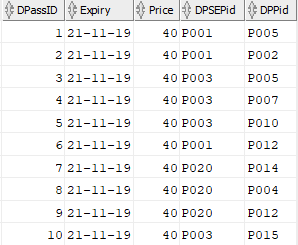 DPassID Expiry Price DPSEPid DPPid
1 21-11-19 40 P001 P005
2 21-11-19 40 P001 P002
3 21-11-19 40 P003 P005
4 21-11-19 40 P003 P007
5 21-11-19 40 P003 P010
6 21-11-19 40 P001 P012
7 21-11-19 40 P020 P014
8 21-11-19 40 P020 P004
9 21-11-19 40 P020 P012
10 21-11-19 40 P003 P015